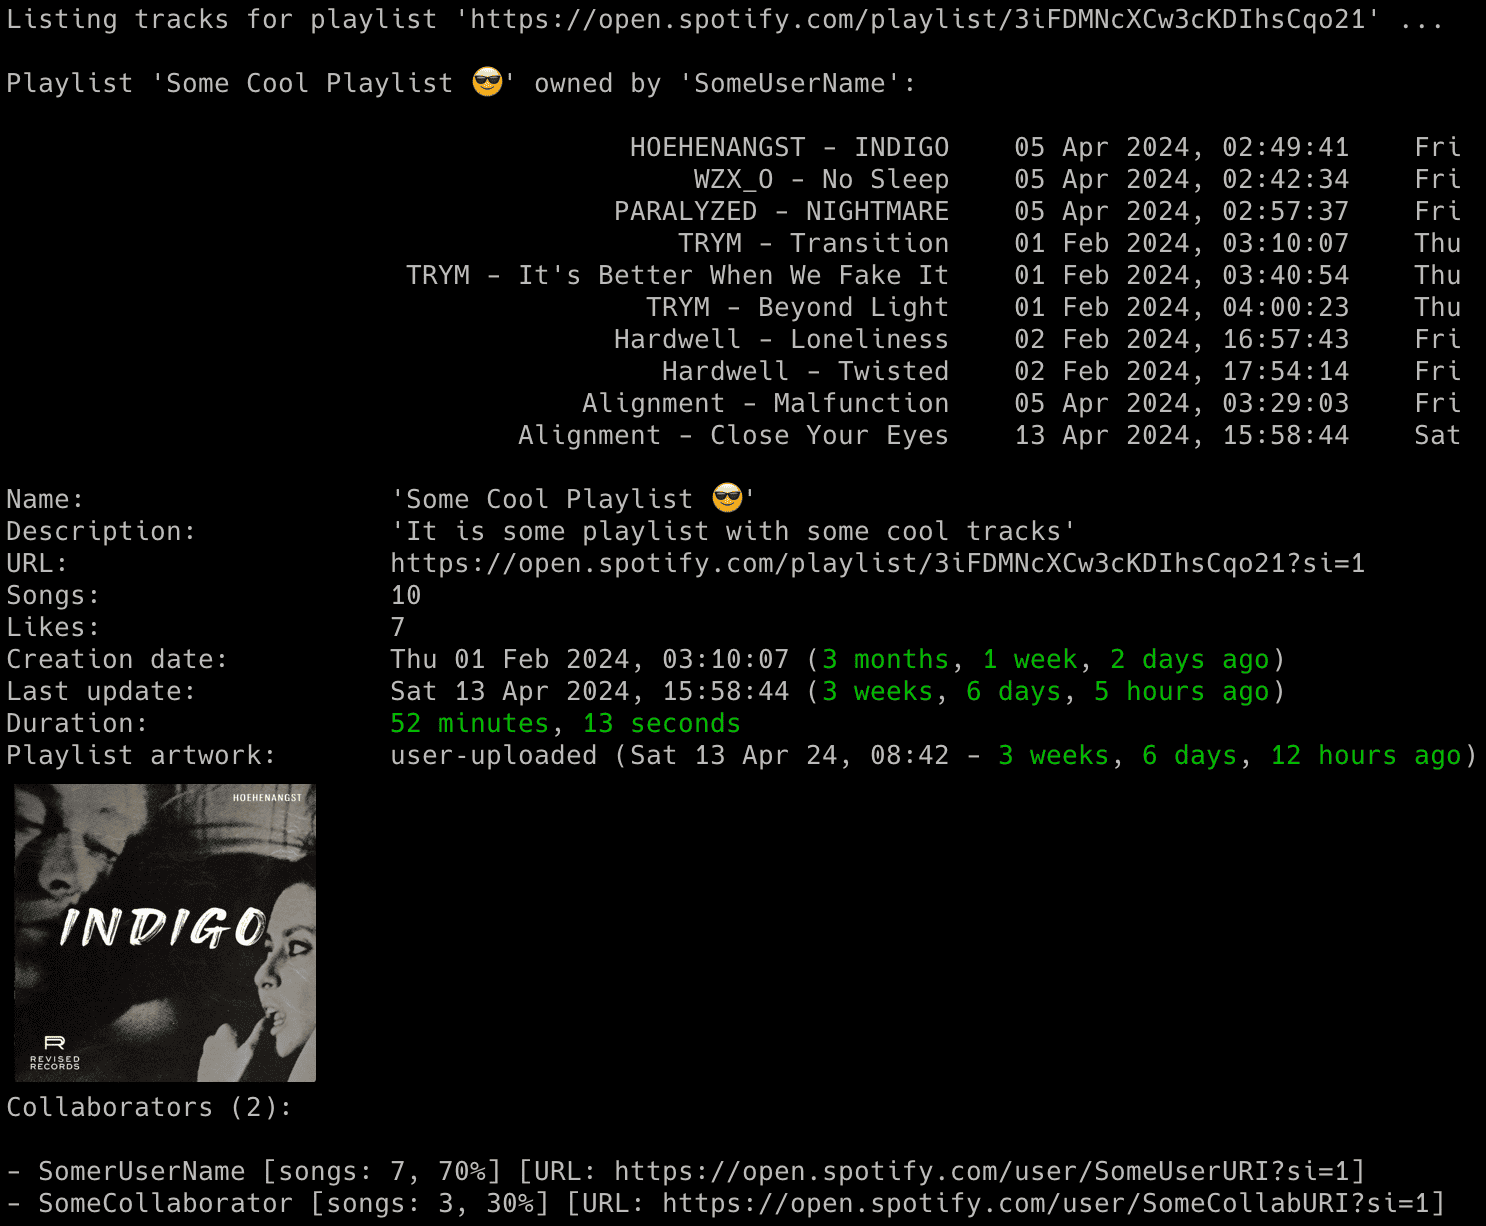 Listing tracks for playlist 'https://open.spotify.com/playlist/3iFDMNcXCw3cKDIhsCqo21' ...
Playlist 'Some Cool Playlist 😎' owned by 'SomeUserName':
HOEHENANGST - INDIGO 05 Apr 2024, 02:49:41 Fri
WZX_O - No Sleep 05 Apr 2024, 02:42:34 Fri
PARALYZED - NIGHTMARE 05 Apr 2024, 02:57:37 Fri
TRYM - Transition 01 Feb 2024, 03:10:07 Thu
TRYM - It's Better When We Fake It 01 Feb 2024, 03:40:54 Thu
TRYM - Beyond Light 01 Feb 2024, 04:00:23 Thu
Hardwell - Loneliness 02 Feb 2024, 16:57:43 Fri
Hardwell - Twisted 02 Feb 2024, 17:54:14 Fri
Alignment - Malfunction 05 Apr 2024, 03:29:03 Fri
Alignment - Close Your Eyes 13 Apr 2024, 15:58:44 Sat
Name: 'Some Cool Playlist 😎'
Description: 'It is some playlist with some cool tracks'
URL: https://open.spotify.com/playlist/3iFDMNcXCw3cKDIhsCqo21?si=1
Songs: 10
Likes: 7
Creation date: Thu 01 Feb 2024, 03:10:07 (3 months, 1 week, 2 days ago)
Last update: Sat 13 Apr 2024, 15:58:44 (3 weeks, 6 days, 5 hours ago)
Duration: 52 minutes, 13 seconds
Playlist artwork: user-uploaded (Sat 13 Apr 24, 08:42 - 3 weeks, 6 days, 12 hours ago)
HOEHENANGST
INDIGO
R
REVISED
RECORDS
Collaborators (2):
- SomerUserName [songs: 7, 70%] [URL: https://open.spotify.com/user/SomeUserURI?si=1]
- SomeCollaborator [songs: 3, 30%] [URL: https://open.spotify.com/user/SomeCollabURI?si=1]